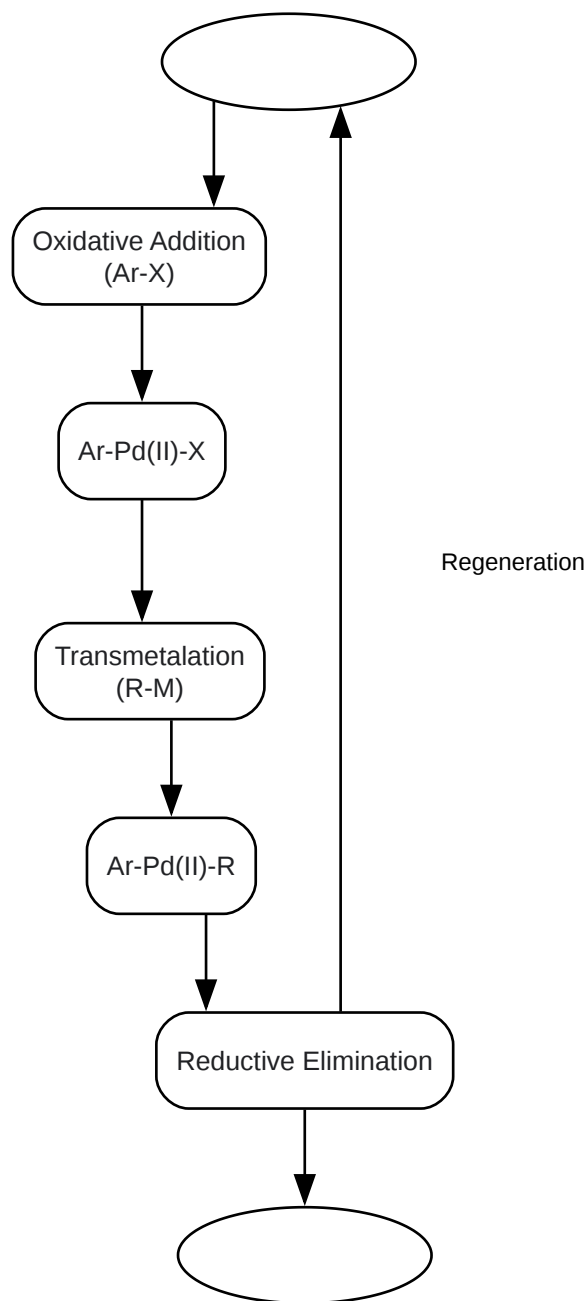 Oxidative Addition
(Ar-X)
Ar-Pd(II)-X
Regeneration
Transmetalation
(R-M)
Ar-Pd(II)-R
Reductive Elimination